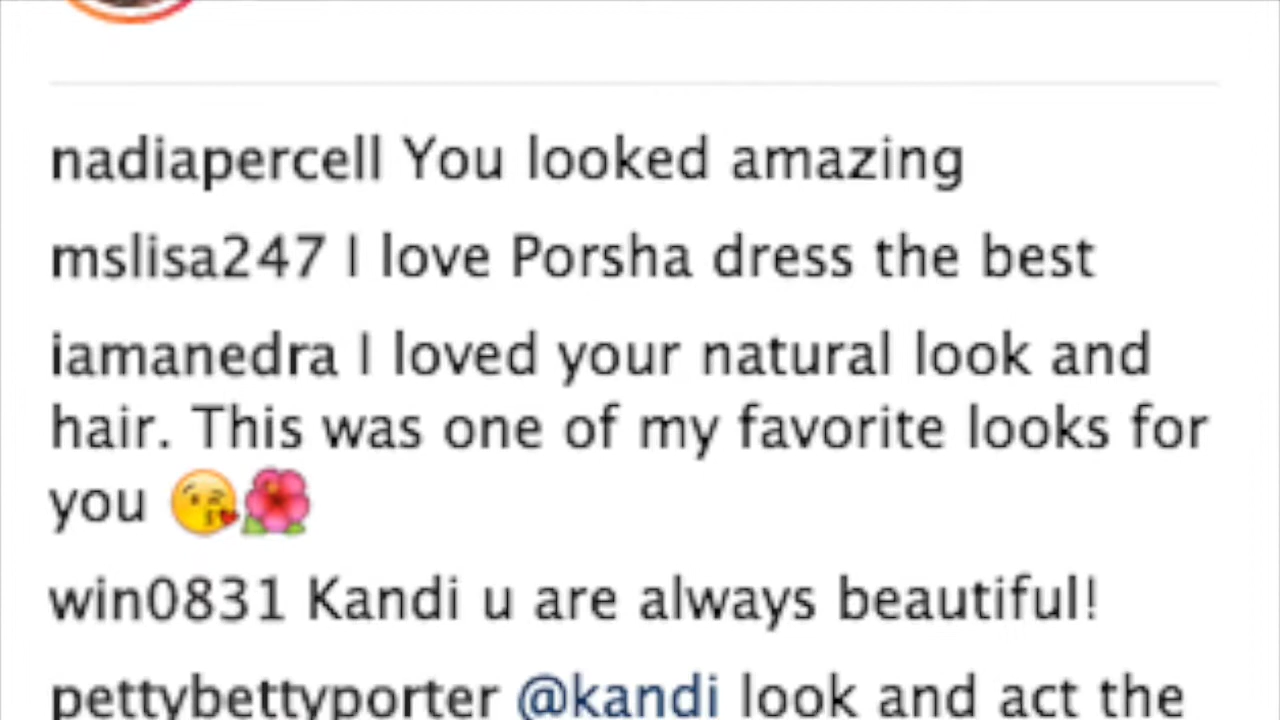 nadiapercell You looked amazing
mslisa247 I love Porsha dress the best
iamanedra I loved your natural look and
hair. This was one of my favorite looks for
you 😘🌺
win0831 Kandi u are always beautiful!
pettybettyporter @kandi look and act the